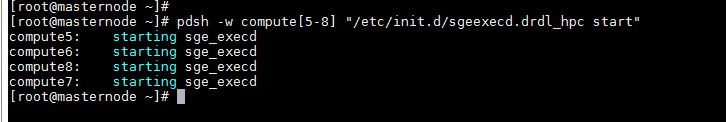 [root@masternode ~]#
[root@masternode ~]# pdsh -w compute[5-8] "/etc/init.d/sgeexecd.drdl_hpc start"
compute5:    starting sge_execd
compute6:    starting sge_execd
compute8:    starting sge_execd
compute7:    starting sge_execd
[root@masternode ~]#